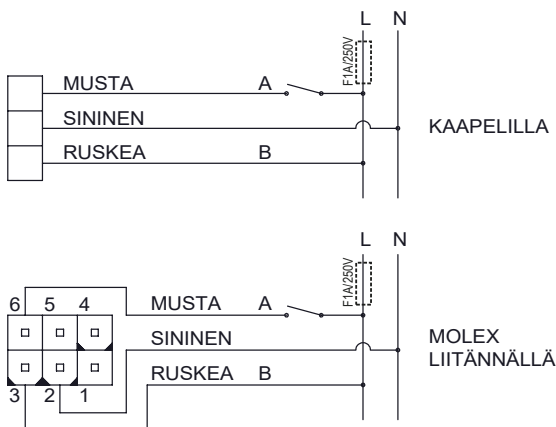 L N
F1A/250V
MUSTA A
SININEN
KAAPELILLA
RUSKEA B
L N
F1A/250V
6 5 4
MUSTA A
SININEN
MOLEX
LIITÄNNÄLLÄ
RUSKEA B
3 2 1